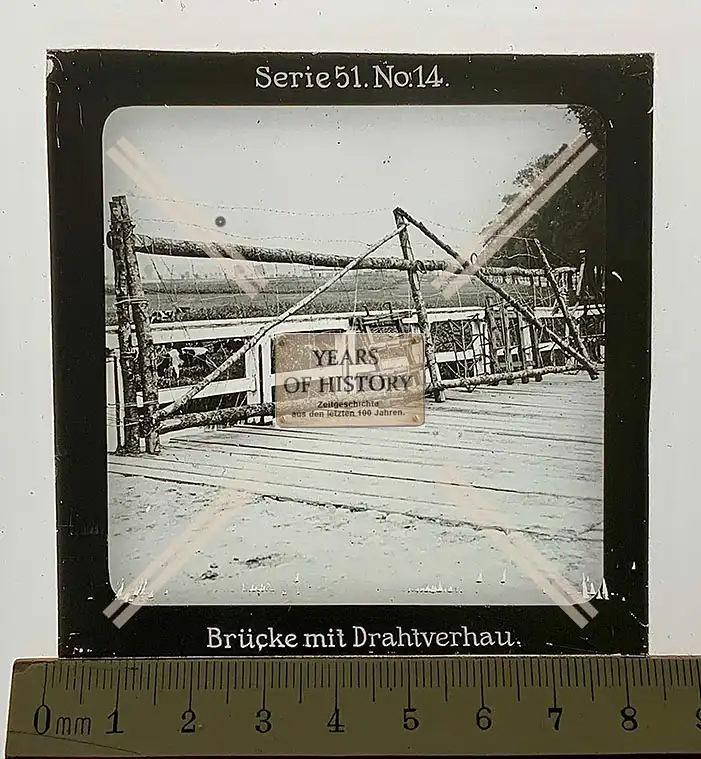 Serie 51. No. 14.
YEARS
OF HISTORY
Zeitgeschichte
aus den letzten 100 Jahren.
Brücke mit Drahtverhau.
0mm 1 2 3 4 5 6 7 8 9